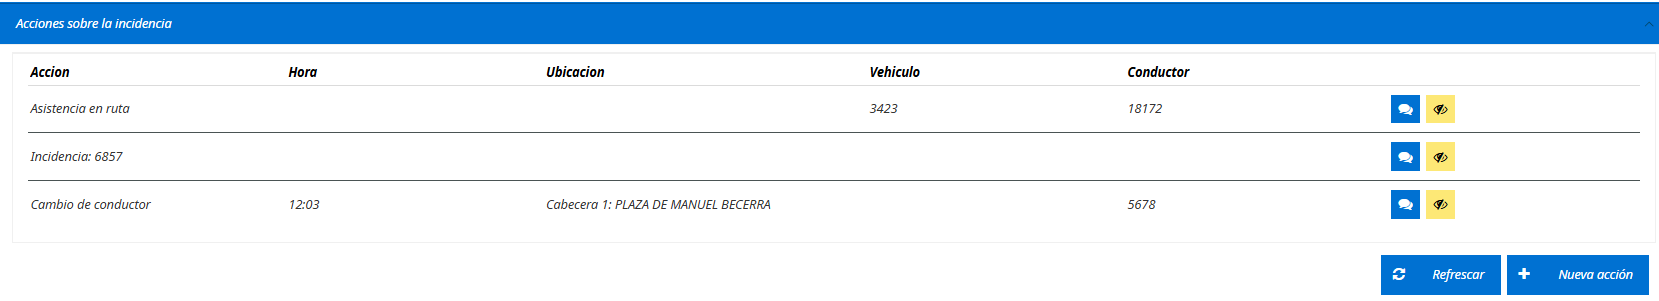 Acciones sobre la incidencia
Accion Hora Ubicacion Vehiculo Conductor
Asistencia en ruta 3423 18172
Incidencia: 6857
Cambio de conductor 12:03 Cabecera 1: PLAZA DE MANUEL BECERRA 5678
Refrescar Nueva acción